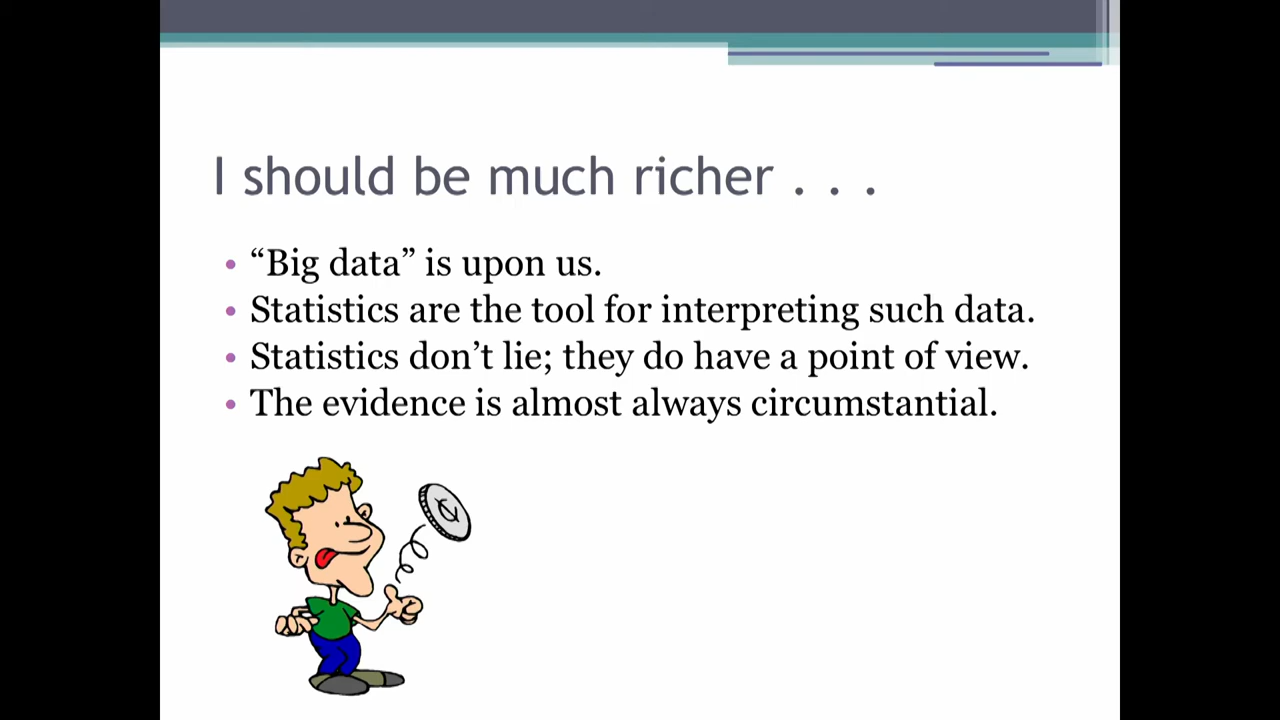 I should be much richer . . .
• “Big data” is upon us.
• Statistics are the tool for interpreting such data.
• Statistics don’t lie; they do have a point of view.
• The evidence is almost always circumstantial.